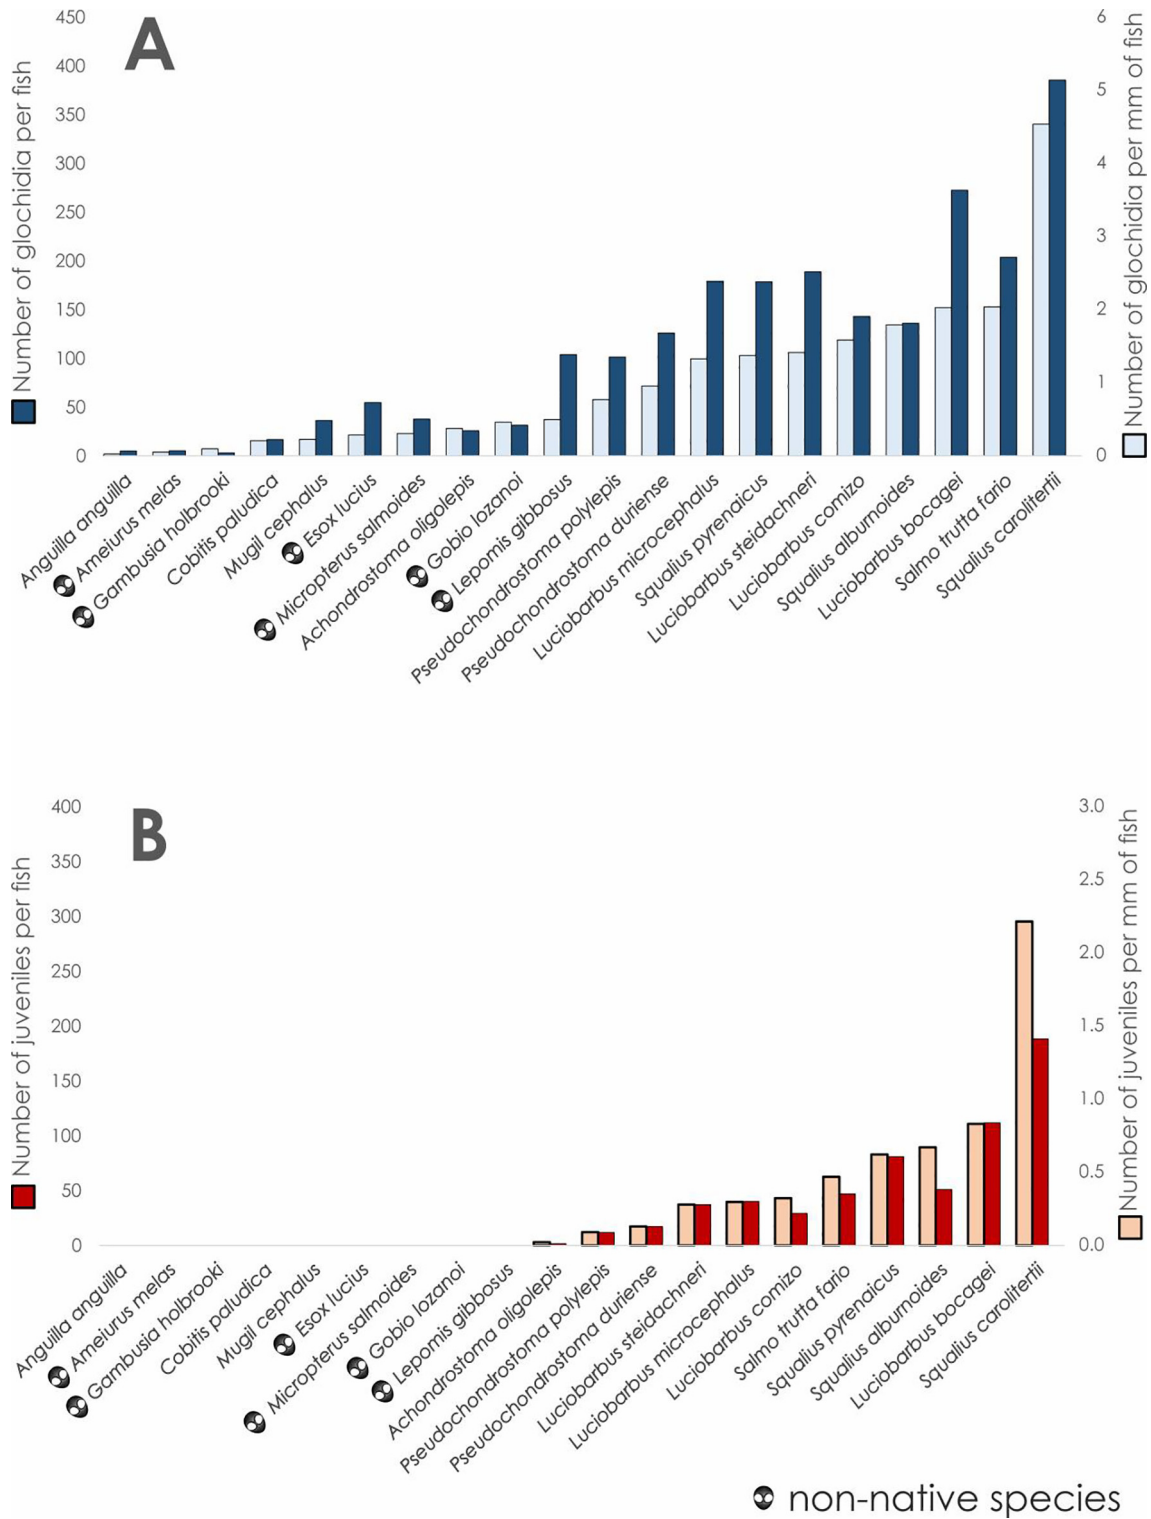 A
Number of glochidia per fish
450
400
350
300
250
200
150
100
50
0
6
5
4
3
2
1
0
Number of glochidia per mm of fish
Anguilla anguilla
Ameiurus melas
Gambusia holbrooki
Cobitis paludica
Mugil cephalus
Esox lucius
Micropterus salmoides
Achondrostoma oligolepis
Gobio lozanoi
Lepomis gibbosus
Pseudochondrostoma polylepis
Pseudochondrostoma duriense
Luciobarbus microcephalus
Squalius pyrenaicus
Luciobarbus steidachneri
Luciobarbus comizo
Squalius alburnoides
Luciobarbus bocagei
Salmo trutta fario
Squalius carolitertii
B
Number of juveniles per fish
400
350
300
250
200
150
100
50
0
3.0
2.5
2.0
1.5
1.0
0.5
0.0
Number of juveniles per mm of fish
Anguilla anguilla
Ameiurus melas
Gambusia holbrooki
Cobitis paludica
Mugil cephalus
Esox lucius
Micropterus salmoides
Gobio lozanoi
Lepomis gibbosus
Achondrostoma oligolepis
Pseudochondrostoma polylepis
Pseudochondrostoma duriense
Luciobarbus steidachneri
Luciobarbus microcephalus
Luciobarbus comizo
Salmo trutta fario
Squalius pyrenaicus
Squalius alburnoides
Luciobarbus bocagei
Squalius carolitertii
non-native species